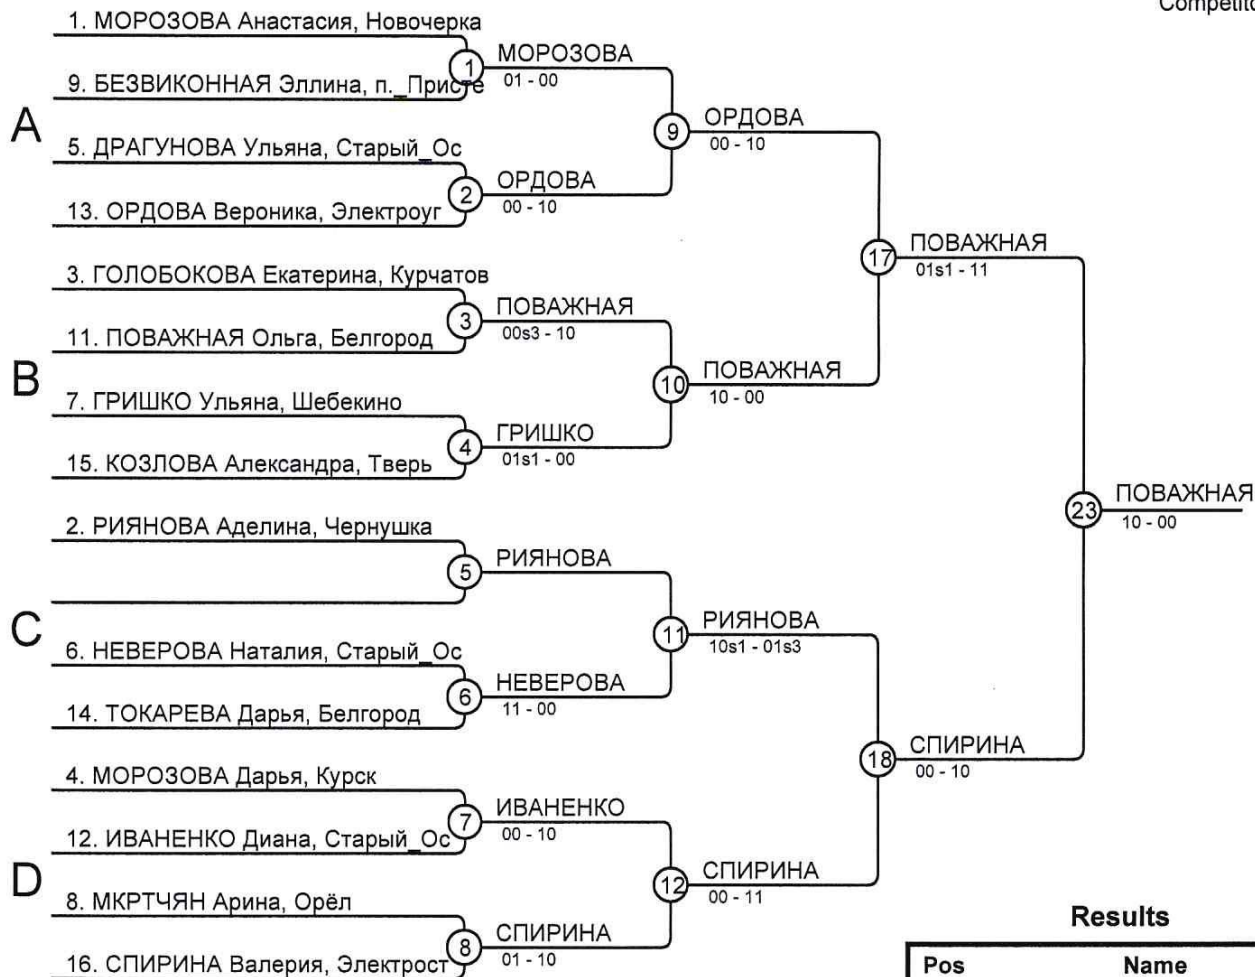 Competito
1. МОРОЗОВА Анастасия, Новочерка
1 МОРОЗОВА
01 - 00
9. БЕЗВИКОННАЯ Эллина, п._Присте
A
9 ОРДОВА
00 - 10
5. ДРАГУНОВА Ульяна, Старый_Ос
2 ОРДОВА
00 - 10
13. ОРДОВА Вероника, Электроуг
17 ПОВАЖНАЯ
01s1 - 11
3. ГОЛОБОКОВА Екатерина, Курчатов
3 ПОВАЖНАЯ
00s3 - 10
11. ПОВАЖНАЯ Ольга, Белгород
B
10 ПОВАЖНАЯ
10 - 00
7. ГРИШКО Ульяна, Шебекино
4 ГРИШКО
01s1 - 00
15. КОЗЛОВА Александра, Тверь
23 ПОВАЖНАЯ
10 - 00
2. РИЯНОВА Аделина, Чернушка
5 РИЯНОВА
C
11 РИЯНОВА
10s1 - 01s3
6. НЕВЕРОВА Наталия, Старый_Ос
6 НЕВЕРОВА
11 - 00
14. ТОКАРЕВА Дарья, Белгород
18 СПИРИНА
00 - 10
4. МОРОЗОВА Дарья, Курск
7 ИВАНЕНКО
00 - 10
12. ИВАНЕНКО Диана, Старый_Ос
D
12 СПИРИНА
00 - 11
8. МКРТЧЯН Арина, Орёл
8 СПИРИНА
01 - 10
16. СПИРИНА Валерия, Электрост
Results
Pos Name